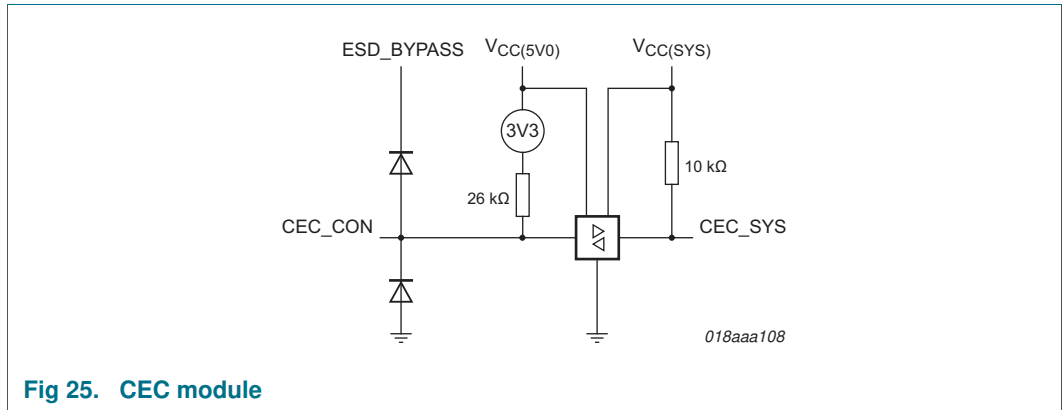 ESD_BYPASS
VCC(5V0)
VCC(SYS)
3V3
10 kΩ
26 kΩ
CEC_CON
CEC_SYS
018aaa108
Fig 25. CEC module